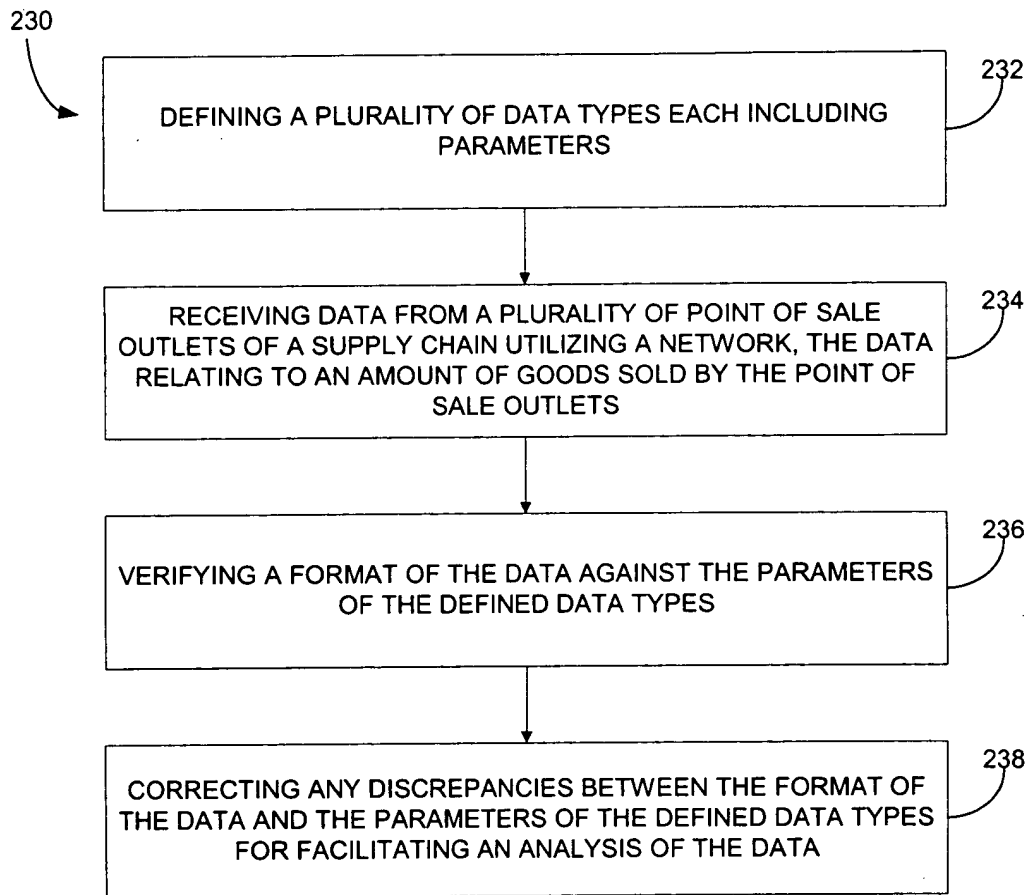 230
232
DEFINING A PLURALITY OF DATA TYPES EACH INCLUDING
PARAMETERS
234
RECEIVING DATA FROM A PLURALITY OF POINT OF SALE
OUTLETS OF A SUPPLY CHAIN UTILIZING A NETWORK, THE DATA
RELATING TO AN AMOUNT OF GOODS SOLD BY THE POINT OF
SALE OUTLETS
236
VERIFYING A FORMAT OF THE DATA AGAINST THE PARAMETERS
OF THE DEFINED DATA TYPES
238
CORRECTING ANY DISCREPANCIES BETWEEN THE FORMAT OF
THE DATA AND THE PARAMETERS OF THE DEFINED DATA TYPES
FOR FACILITATING AN ANALYSIS OF THE DATA